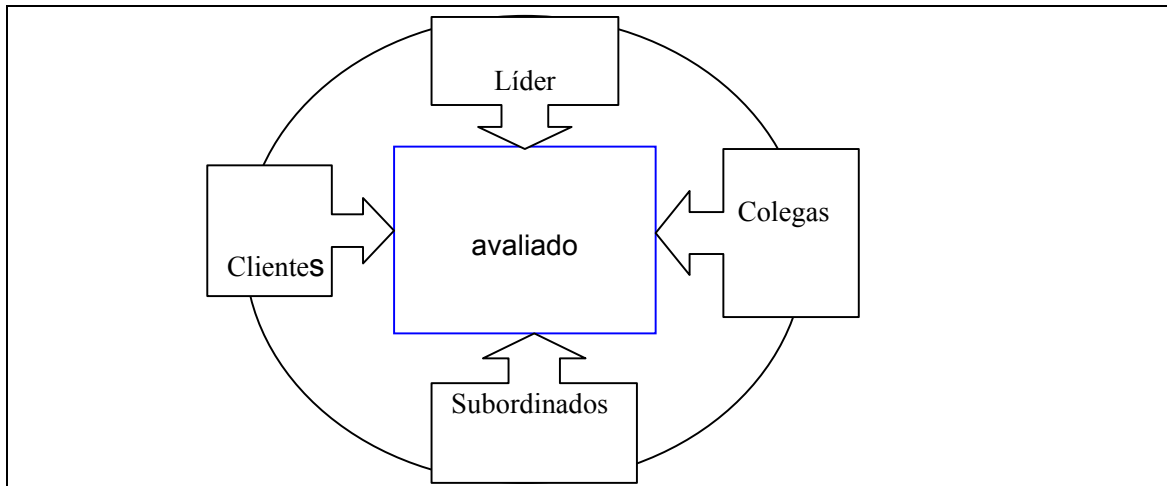 Líder
Colegas
avaliado
Clientes
Subordinados